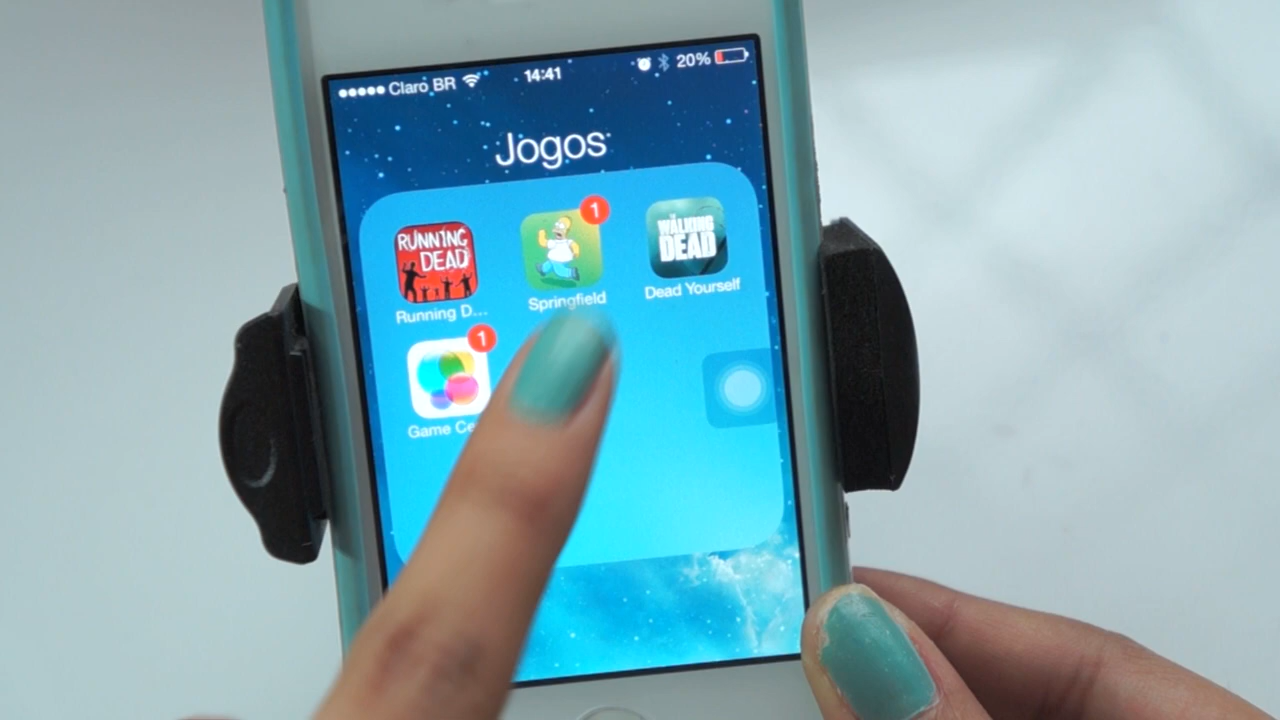 Claro BR 14:41 20%
Jogos
RUNNING DEAD
1
THE WALKING DEAD
Running D...
Springfield
Dead Yourself
1
Game Ce